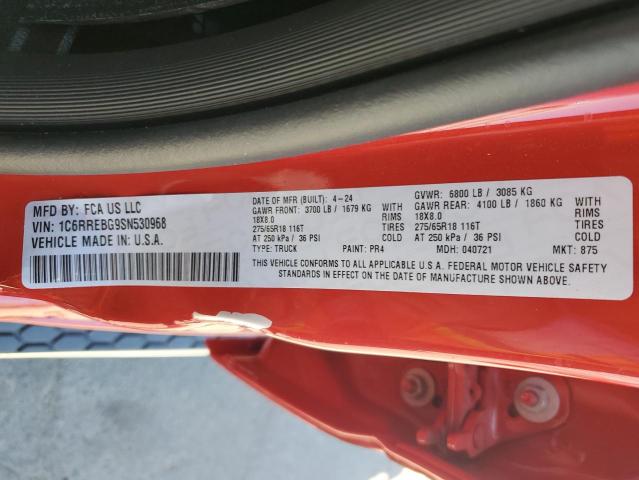 MFD BY: FCA US LLC
VIN: 1C6RREBG9SN530968
VEHICLE MADE IN U.S.A.
DATE OF MFR (BUILT): 4-24
GAWR FRONT: 3700 LB / 1679 KG
18X8.0 RIMS
275/65R18 116T TIRES
AT 250 kPa / 36 PSI COLD
TYPE: TRUCK PAINT: PR4
GVWR: 6800 LB / 3085 KG
GAWR REAR: 4100 LB / 1860 KG
18X8.0 RIMS
275/65R18 116T TIRES
AT 250 kPa / 36 PSI COLD
MDH: 040721 MKT: 875
THIS VEHICLE CONFORMS TO ALL APPLICABLE U.S.A. FEDERAL MOTOR VEHICLE SAFETY
STANDARDS IN EFFECT ON THE DATE OF MANUFACTURE SHOWN ABOVE.